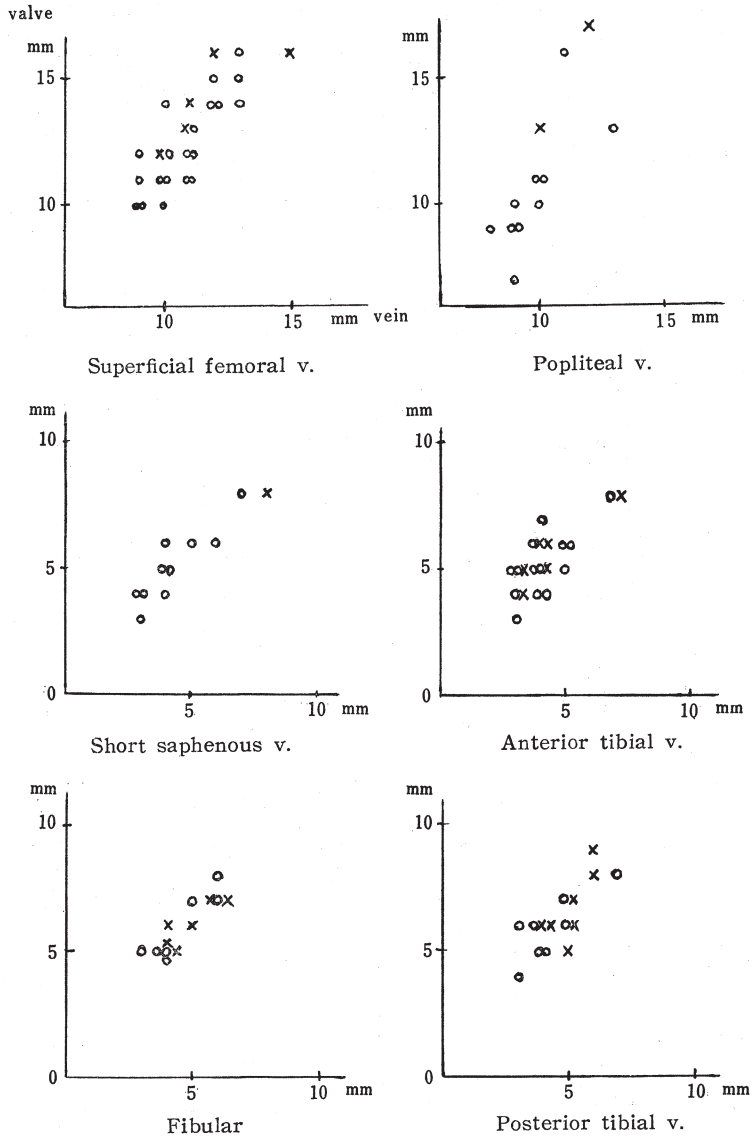 valve
mm
15
10
10 15 mm vein
Superficial femoral v.
mm
15
10
10 15 mm
Popliteal v.
mm
10
5
0
5 10 mm
Short saphenous v.
mm
10
5
0
5 10 mm
Anterior tibial v.
mm
10
5
0
5 10 mm
Fibular
mm
10
5
0
5 10 mm
Posterior tibial v.